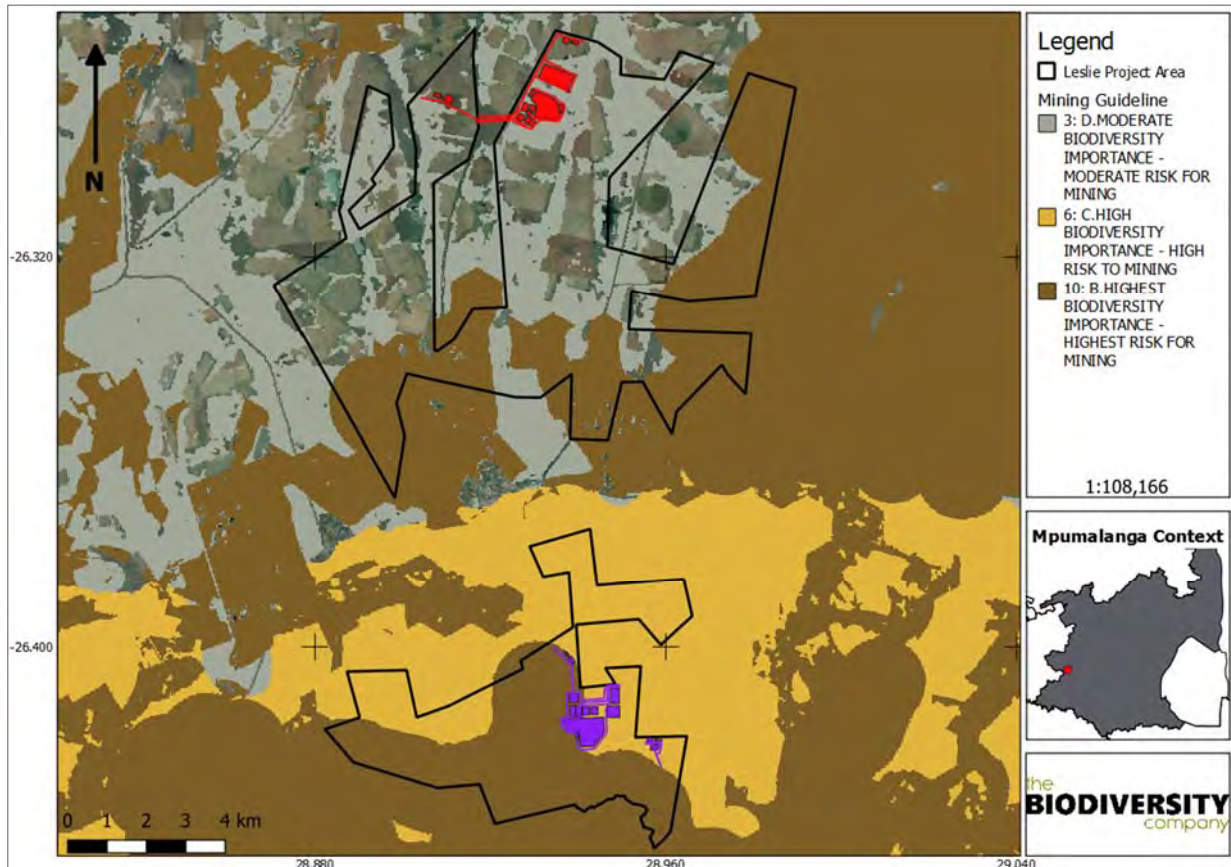 N
-26.320
-26.400
0 1 2 3 4 km
28.880
28.960
29.040
Legend
Leslie Project Area
Mining Guideline
3: D.MODERATE
BIODIVERSITY
IMPORTANCE -
MODERATE RISK FOR
MINING
6: C.HIGH
BIODIVERSITY
IMPORTANCE - HIGH
RISK TO MINING
10: B.HIGHEST
BIODIVERSITY
IMPORTANCE -
HIGHEST RISK FOR
MINING
1:108,166
Mpumalanga Context
the
BIODIVERSITY
company